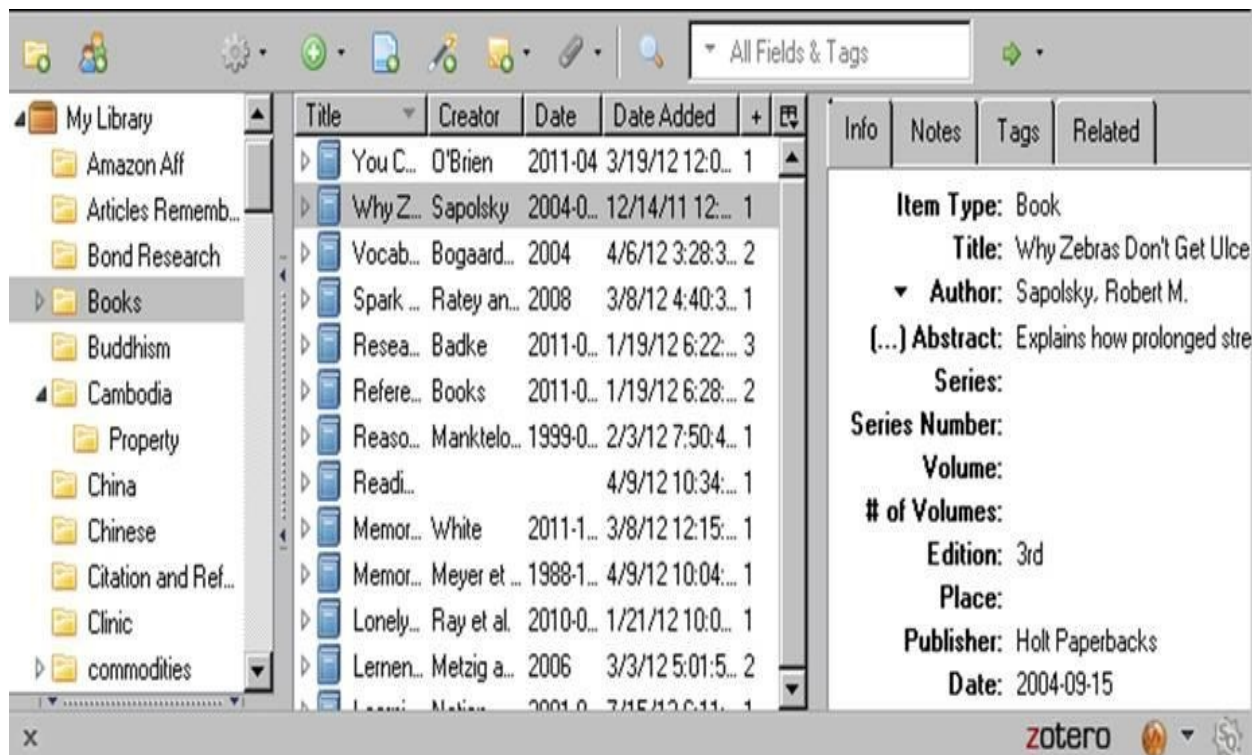 All Fields & Tags
My Library
Amazon Aff
Articles Rememb...
Bond Research
Books
Buddhism
Cambodia
Property
China
Chinese
Citation and Ref...
Clinic
commodities
Title Creator Date Date Added +
You C... O'Brien 2011-04 3/19/12 12:0... 1
Why Z... Sapolsky 2004-0... 12/14/11 12:... 1
Vocab... Bogaard... 2004 4/6/12 3:28:3... 2
Spark ... Ratey an... 2008 3/8/12 4:40:3... 1
Resea... Badke 2011-0... 1/19/12 6:22:... 3
Refere... Books 2011-0... 1/19/12 6:28:... 2
Reaso... Manktelo... 1999-0... 2/3/12 7:50:4... 1
Readi... 4/9/12 10:34:... 1
Memor... White 2011-1... 3/8/12 12:15:... 1
Memor... Meyer et ... 1988-1... 4/9/12 10:04:... 1
Lonely... Ray et al. 2010-0... 1/21/12 10:0... 1
Lernen... Metzig a... 2006 3/3/12 5:01:5... 2
Info Notes Tags Related
Item Type: Book
Title: Why Zebras Don't Get Ulce
Author: Sapolsky, Robert M.
(...) Abstract: Explains how prolonged stre
Series:
Series Number:
Volume:
# of Volumes:
Edition: 3rd
Place:
Publisher: Holt Paperbacks
Date: 2004-09-15
x
zotero